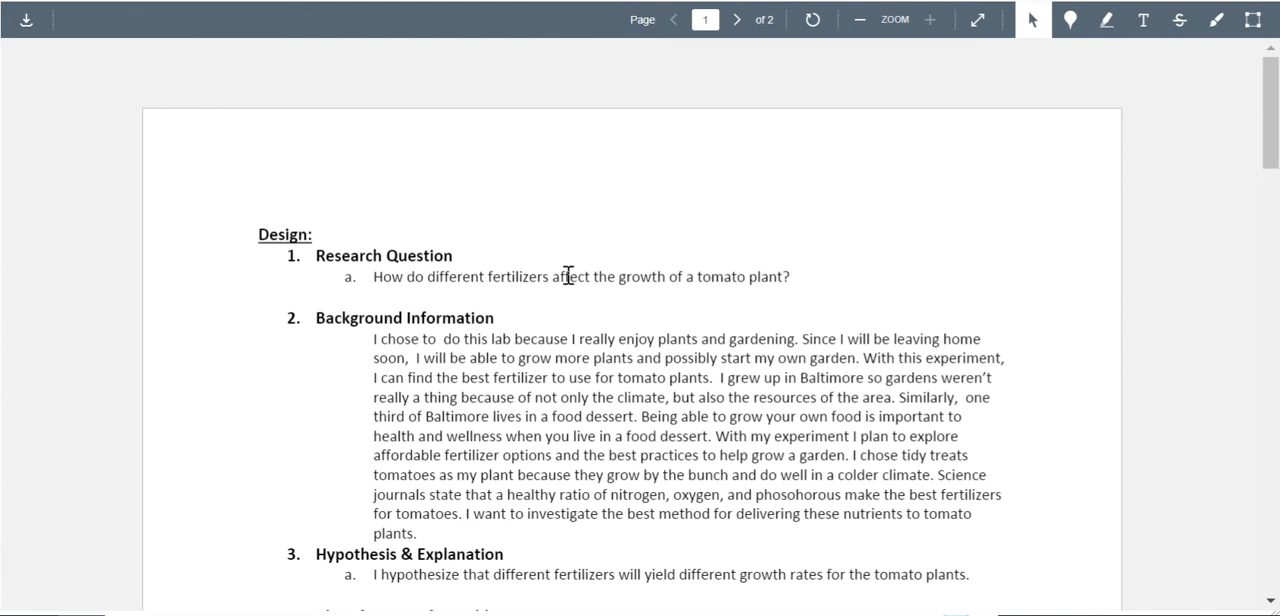 Page 1 of 2 ZOOM T S
Design:
1. Research Question
a. How do different fertilizers affect the growth of a tomato plant?
2. Background Information
I chose to do this lab because I really enjoy plants and gardening. Since I will be leaving home
soon, I will be able to grow more plants and possibly start my own garden. With this experiment,
I can find the best fertilizer to use for tomato plants. I grew up in Baltimore so gardens weren't
really a thing because of not only the climate, but also the resources of the area. Similarly, one
third of Baltimore lives in a food dessert. Being able to grow your own food is important to
health and wellness when you live in a food dessert. With my experiment I plan to explore
affordable fertilizer options and the best practices to help grow a garden. I chose tidy treats
tomatoes as my plant because they grow by the bunch and do well in a colder climate. Science
journals state that a healthy ratio of nitrogen, oxygen, and phosohorous make the best fertilizers
for tomatoes. I want to investigate the best method for delivering these nutrients to tomato
plants.
3. Hypothesis & Explanation
a. I hypothesize that different fertilizers will yield different growth rates for the tomato plants.